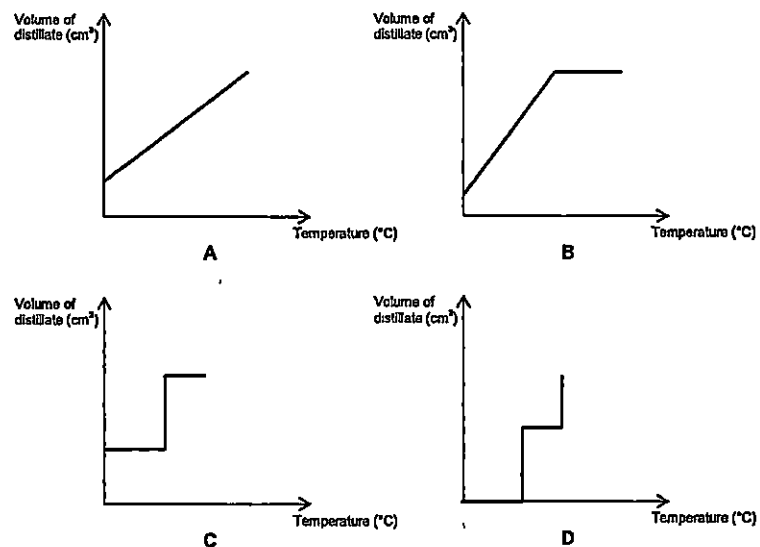 Volume of
distillate (cm³)
Temperature (°C)
A
Volume of
distillate (cm³)
Temperature (°C)
B
Volume of
distillate (cm³)
Temperature (°C)
C
Volume of
distillate (cm³)
Temperature (°C)
D